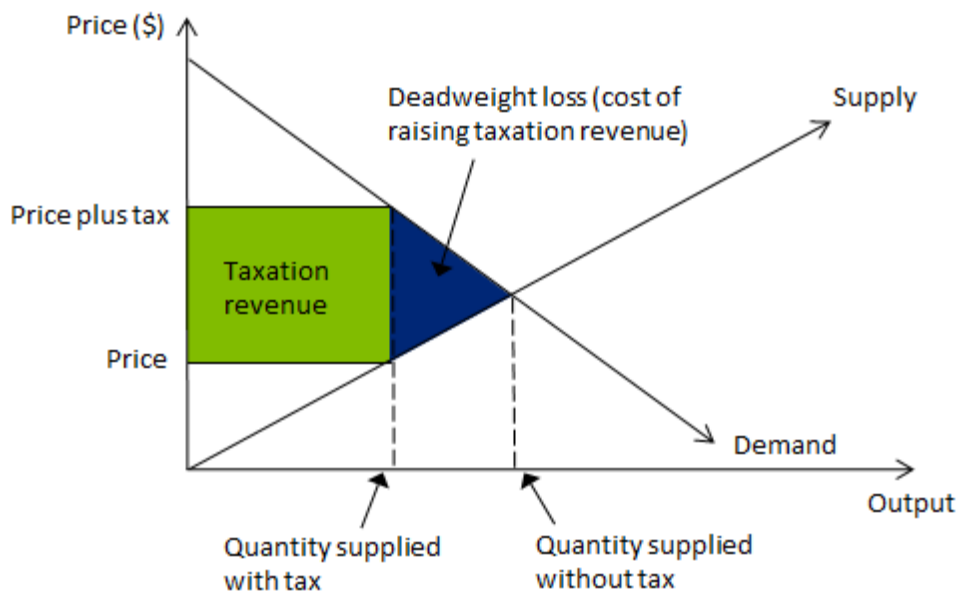 Price ($)
Deadweight loss (cost of
raising taxation revenue)
Supply
Price plus tax
Taxation
revenue
Price
Demand
Output
Quantity supplied
with tax
Quantity supplied
without tax